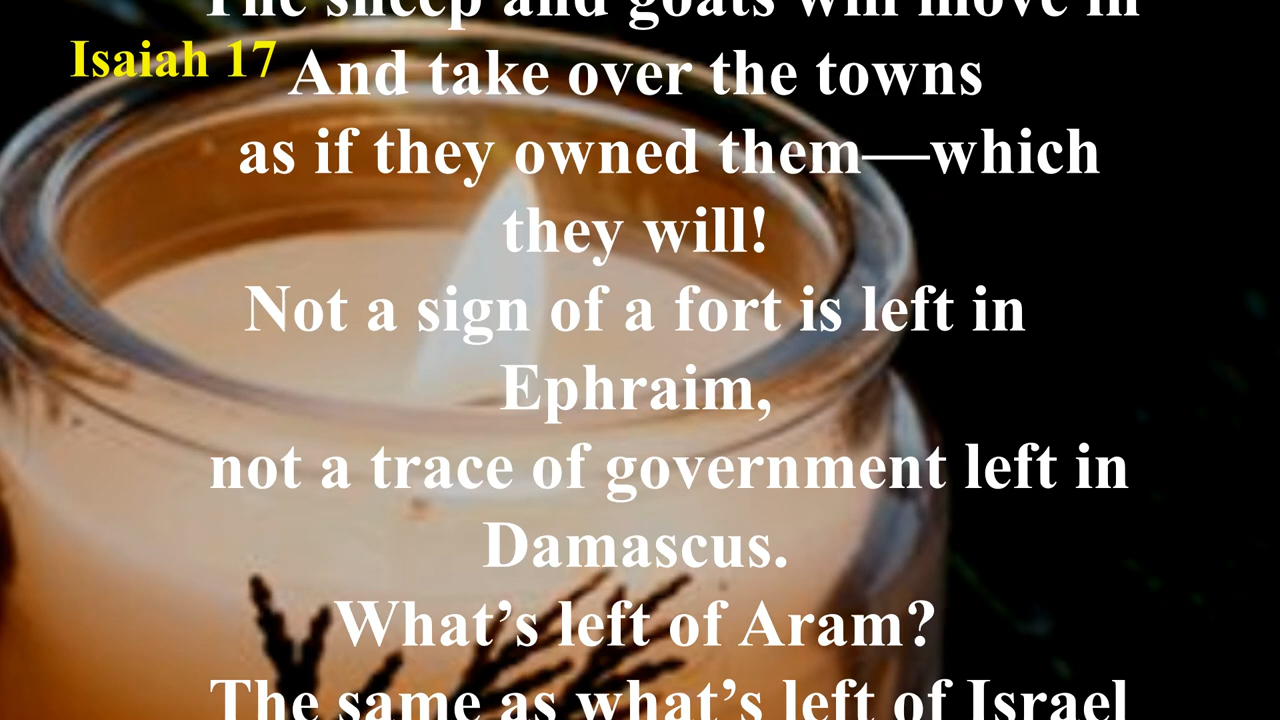 The sheep and goats will move in
Isaiah 17
And take over the towns
as if they owned them—which
they will!
Not a sign of a fort is left in
Ephraim,
not a trace of government left in
Damascus.
What’s left of Aram?
The same as what’s left of Israel